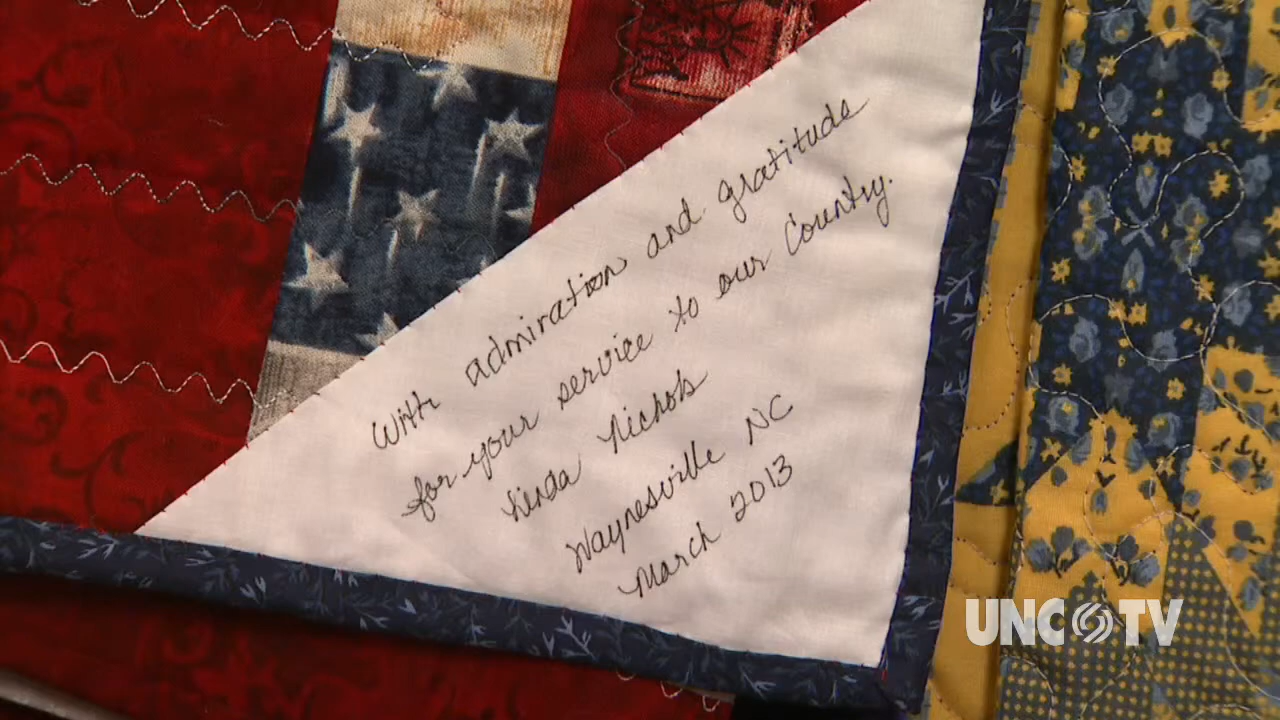 With admiration and gratitude
for your service to our Country.
Linda Nichols
Waynesville NC
March 2013
UNC TV